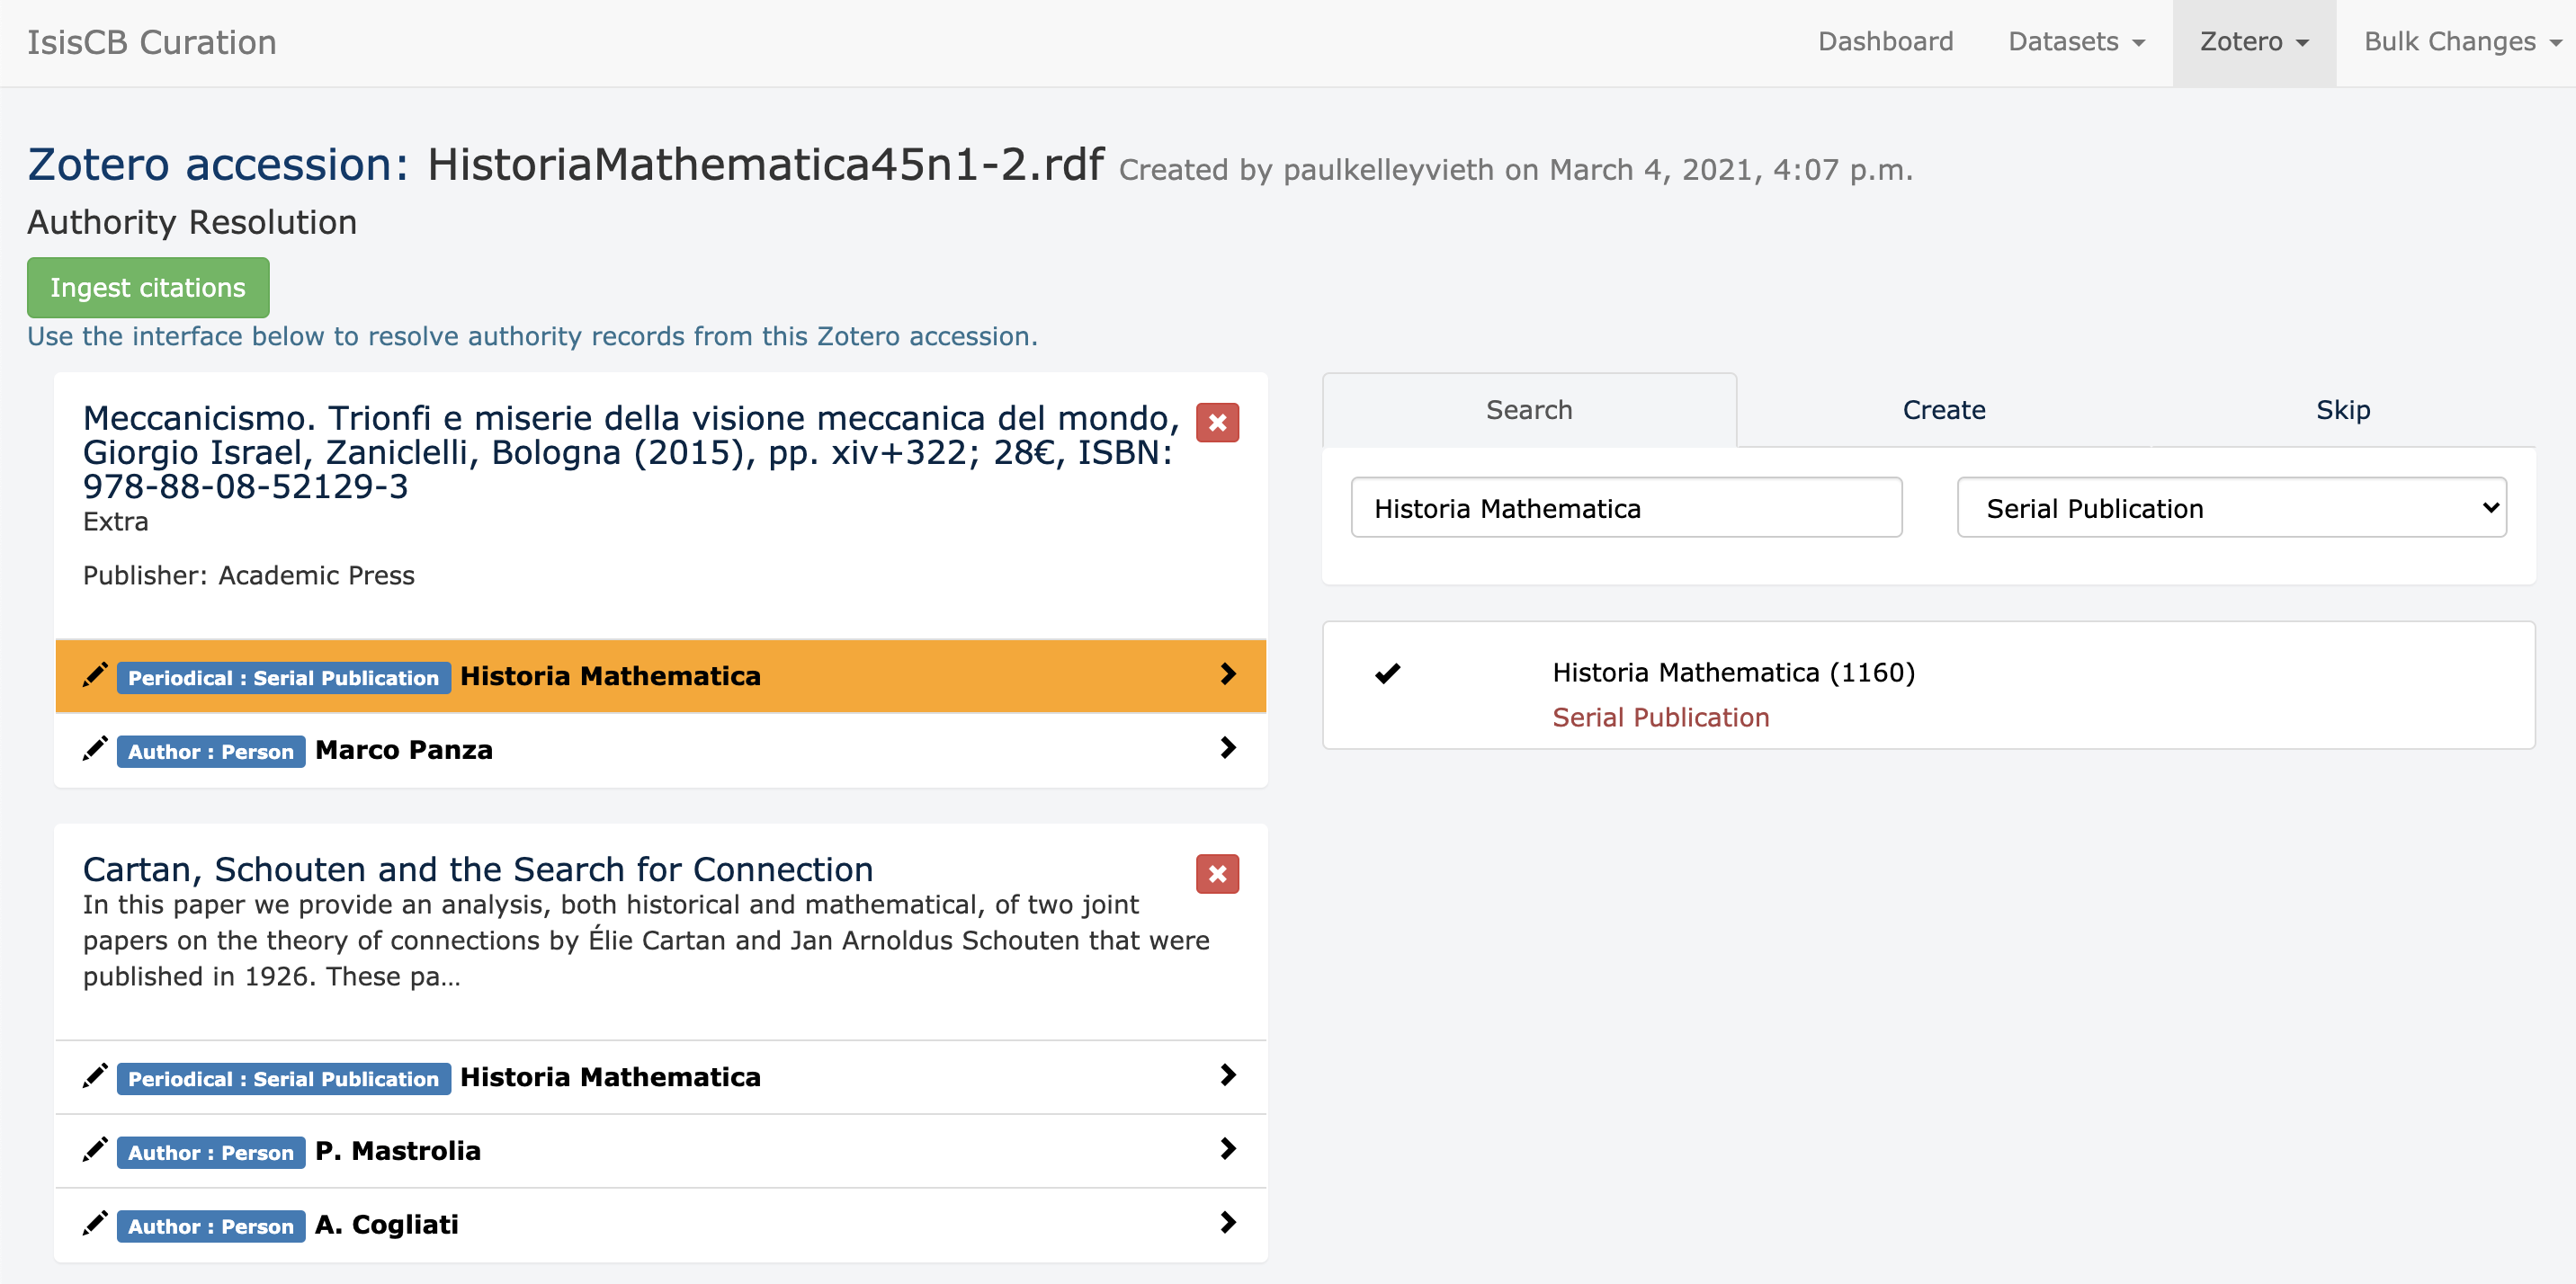 IsisCB Curation
Dashboard
Datasets
Zotero
Bulk Changes
Zotero accession: HistoriaMathematica45n1-2.rdf Created by paulkelleyvieth on March 4, 2021, 4:07 p.m.
Authority Resolution
Ingest citations
Use the interface below to resolve authority records from this Zotero accession.
Meccanicismo. Trionfi e miserie della visione meccanica del mondo,
Giorgio Israel, Zaniclelli, Bologna (2015), pp. xiv+322; 28€, ISBN:
978-88-08-52129-3
Extra
Publisher: Academic Press
Periodical : Serial Publication Historia Mathematica
Author : Person Marco Panza
Cartan, Schouten and the Search for Connection
In this paper we provide an analysis, both historical and mathematical, of two joint
papers on the theory of connections by Élie Cartan and Jan Arnoldus Schouten that were
published in 1926. These pa...
Periodical : Serial Publication Historia Mathematica
Author : Person P. Mastrolia
Author : Person A. Cogliati
Search
Create
Skip
Historia Mathematica
Serial Publication
Historia Mathematica (1160)
Serial Publication